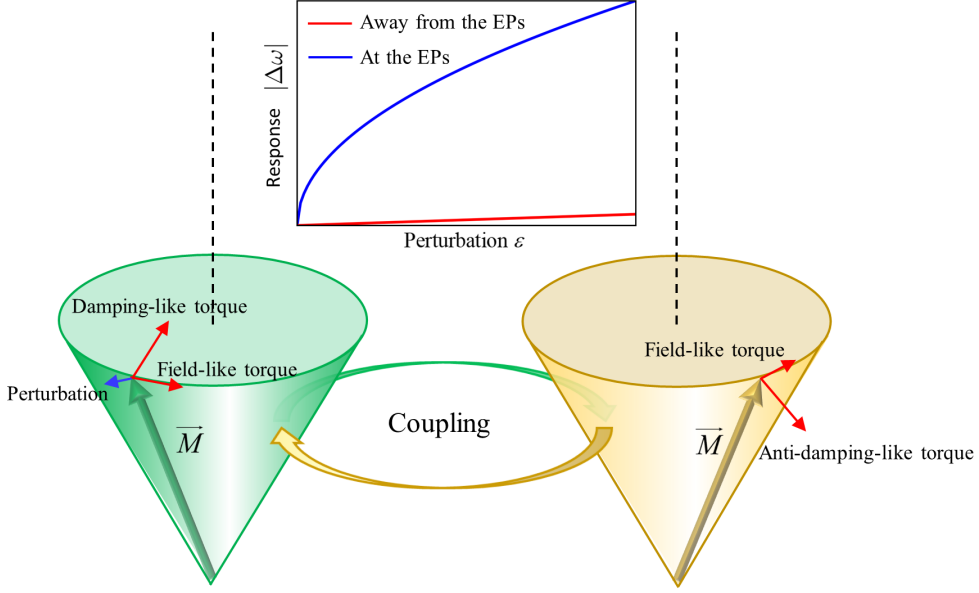 Away from the EPs
At the EPs
Response |Δω|
Perturbation ε
Damping-like torque
Field-like torque
Perturbation
M
Coupling
Field-like torque
M
Anti-damping-like torque